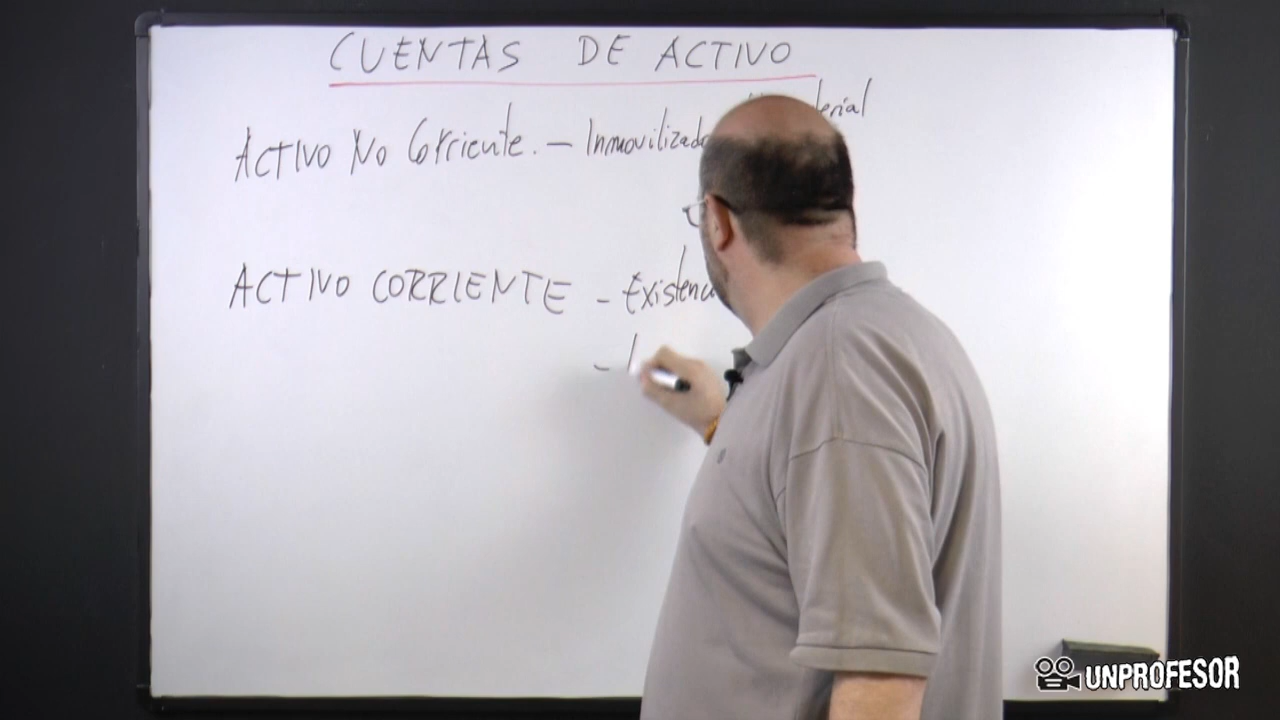 CUENTAS DE ACTIVO
ACTIVO No Corriente. - Inmovilizado
ACTIVO CORRIENTE - Existenc
-
UNPROFESOR